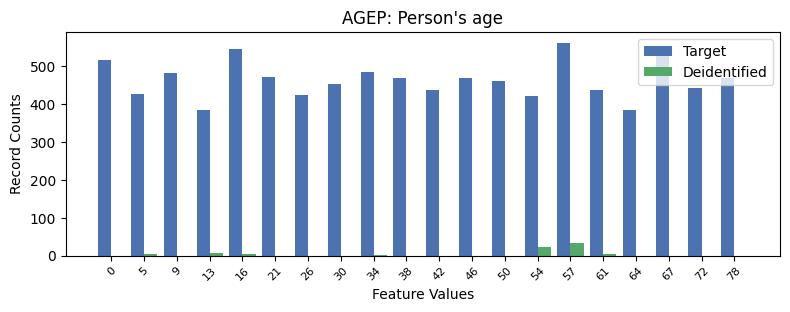 AGEP: Person's age
Target
Deidentified
Record Counts
500
400
300
200
100
0
0 5 9 13 16 21 26 30 34 38 42 46 50 54 57 61 64 67 72 78
Feature Values